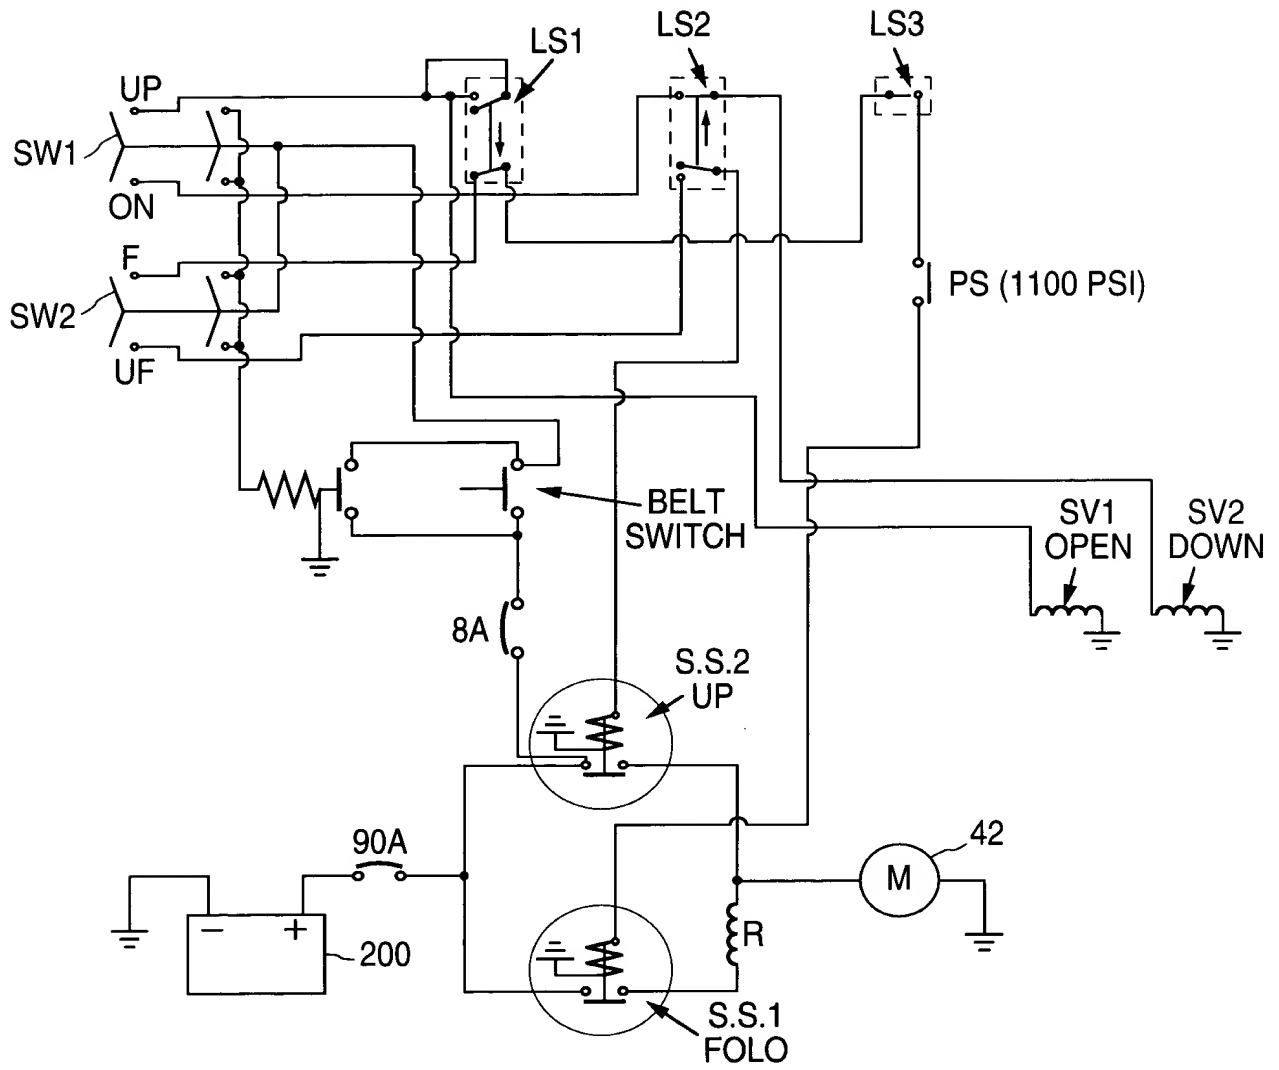 LS1
LS2
LS3
UP
SW1
ON
F
SW2
UF
PS (1100 PSI)
BELT
SWITCH
SV1
OPEN
SV2
DOWN
8A
S.S.2
UP
90A
42
M
R
−
+
200
S.S.1
FOLO